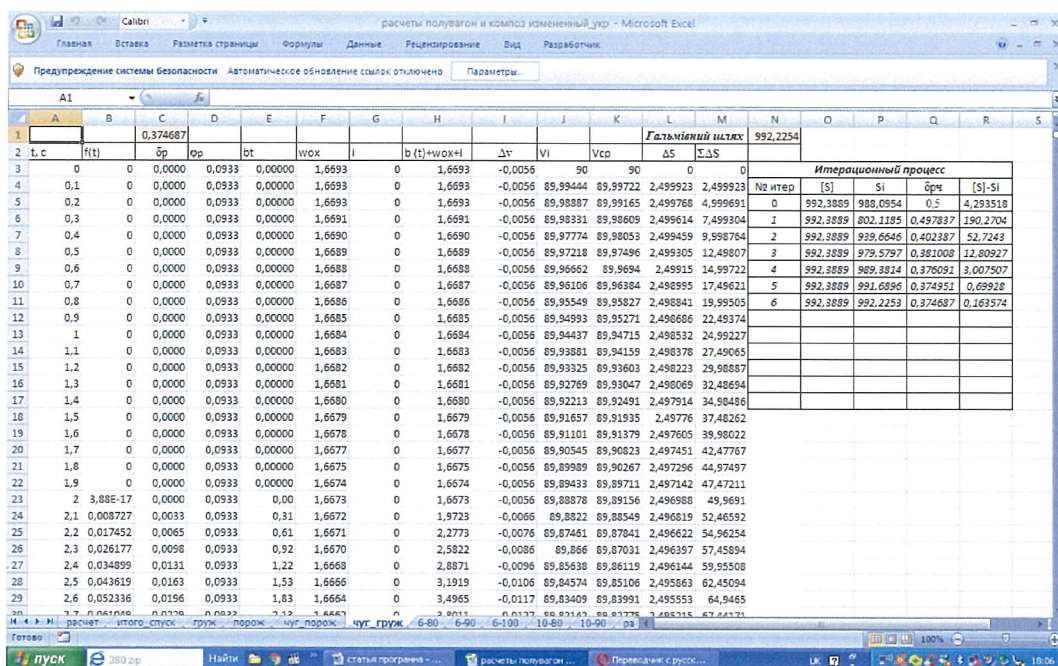 Calibri
расчеты полувагон и композ измененный_укр - Microsoft Excel
Главная Вставка Разметка страницы Формулы Данные Рецензирование Вид Разработчик
Предупреждение системы безопасности Автоматическое обновление ссылок отключено Параметры...
A1 fx
A B C D E F G H I J K L M N O P Q R S
1 0,374687 Гальмівний шлях 992,2254
2 t, c f(t) δp φp bt wox i b (t)+wox+i Δv Vi Vcp ΔS ΣΔS
3 0 0 0,0000 0,0933 0,00000 1,6693 0 1,6693 -0,0056 90 90 0 0 Итерационный процесс
4 0,1 0 0,0000 0,0933 0,00000 1,6693 0 1,6693 -0,0056 89,99444 89,99722 2,499923 2,499923 № итер [S] Si δpч [S]-Si
5 0,2 0 0,0000 0,0933 0,00000 1,6693 0 1,6693 -0,0056 89,98887 89,99165 2,499768 4,999691 0 992,3889 988,0954 0,5 4,293518
6 0,3 0 0,0000 0,0933 0,00000 1,6691 0 1,6691 -0,0056 89,98331 89,98609 2,499614 7,499304 1 992,3889 802,1185 0,497837 190,2704
7 0,4 0 0,0000 0,0933 0,00000 1,6690 0 1,6690 -0,0056 89,97774 89,98053 2,499459 9,998764 2 992,3889 939,6646 0,402387 52,7243
8 0,5 0 0,0000 0,0933 0,00000 1,6689 0 1,6689 -0,0056 89,97218 89,97496 2,499305 12,49807 3 992,3889 979,5797 0,381008 12,80927
9 0,6 0 0,0000 0,0933 0,00000 1,6688 0 1,6688 -0,0056 89,96662 89,9694 2,49915 14,99722 4 992,3889 989,3814 0,376091 3,007507
10 0,7 0 0,0000 0,0933 0,00000 1,6687 0 1,6687 -0,0056 89,96106 89,96384 2,498995 17,49621 5 992,3889 991,6896 0,374951 0,69928
11 0,8 0 0,0000 0,0933 0,00000 1,6686 0 1,6686 -0,0056 89,95549 89,95827 2,498841 19,99505 6 992,3889 992,2253 0,374687 0,163574
12 0,9 0 0,0000 0,0933 0,00000 1,6685 0 1,6685 -0,0056 89,94993 89,95271 2,498686 22,49374
13 1 0 0,0000 0,0933 0,00000 1,6684 0 1,6684 -0,0056 89,94437 89,94715 2,498532 24,99227
14 1,1 0 0,0000 0,0933 0,00000 1,6683 0 1,6683 -0,0056 89,93881 89,94159 2,498378 27,49065
15 1,2 0 0,0000 0,0933 0,00000 1,6682 0 1,6682 -0,0056 89,93325 89,93603 2,498223 29,98887
16 1,3 0 0,0000 0,0933 0,00000 1,6681 0 1,6681 -0,0056 89,92769 89,93047 2,498069 32,48694
17 1,4 0 0,0000 0,0933 0,00000 1,6680 0 1,6680 -0,0056 89,92213 89,92491 2,497914 34,98486
18 1,5 0 0,0000 0,0933 0,00000 1,6679 0 1,6679 -0,0056 89,91657 89,91935 2,49776 37,48262
19 1,6 0 0,0000 0,0933 0,00000 1,6678 0 1,6678 -0,0056 89,91101 89,91379 2,497605 39,98022
20 1,7 0 0,0000 0,0933 0,00000 1,6677 0 1,6677 -0,0056 89,90545 89,90823 2,497451 42,47767
21 1,8 0 0,0000 0,0933 0,00000 1,6675 0 1,6675 -0,0056 89,89989 89,90267 2,497296 44,97497
22 1,9 0 0,0000 0,0933 0,00000 1,6674 0 1,6674 -0,0056 89,89433 89,89711 2,497142 47,47211
23 2 3,88E-17 0,0000 0,0933 0,00 1,6673 0 1,6673 -0,0056 89,88878 89,89156 2,496988 49,9691
24 2,1 0,008727 0,0033 0,0933 0,31 1,6672 0 1,9723 -0,0066 89,8822 89,88549 2,496819 52,46592
25 2,2 0,017452 0,0065 0,0933 0,61 1,6671 0 2,2773 -0,0076 89,87461 89,87841 2,496622 54,96254
26 2,3 0,026177 0,0098 0,0933 0,92 1,6670 0 2,5822 -0,0086 89,866 89,87031 2,496397 57,45894
27 2,4 0,034899 0,0131 0,0933 1,22 1,6668 0 2,8871 -0,0096 89,85638 89,86119 2,496144 59,95508
28 2,5 0,043619 0,0163 0,0933 1,53 1,6666 0 3,1919 -0,0106 89,84574 89,85106 2,495863 62,45094
29 2,6 0,052336 0,0196 0,0933 1,83 1,6664 0 3,4965 -0,0117 89,83409 89,83991 2,495553 64,9465
расчет итого_спуск груж порож чуг_порож чуг_груж 6-80 6-90 6-100 10-80 10-90
Готово 100%
пуск 380 zip Найти статья программа - ... расчеты полувагон ... Переводчик с русск... UK 18:06